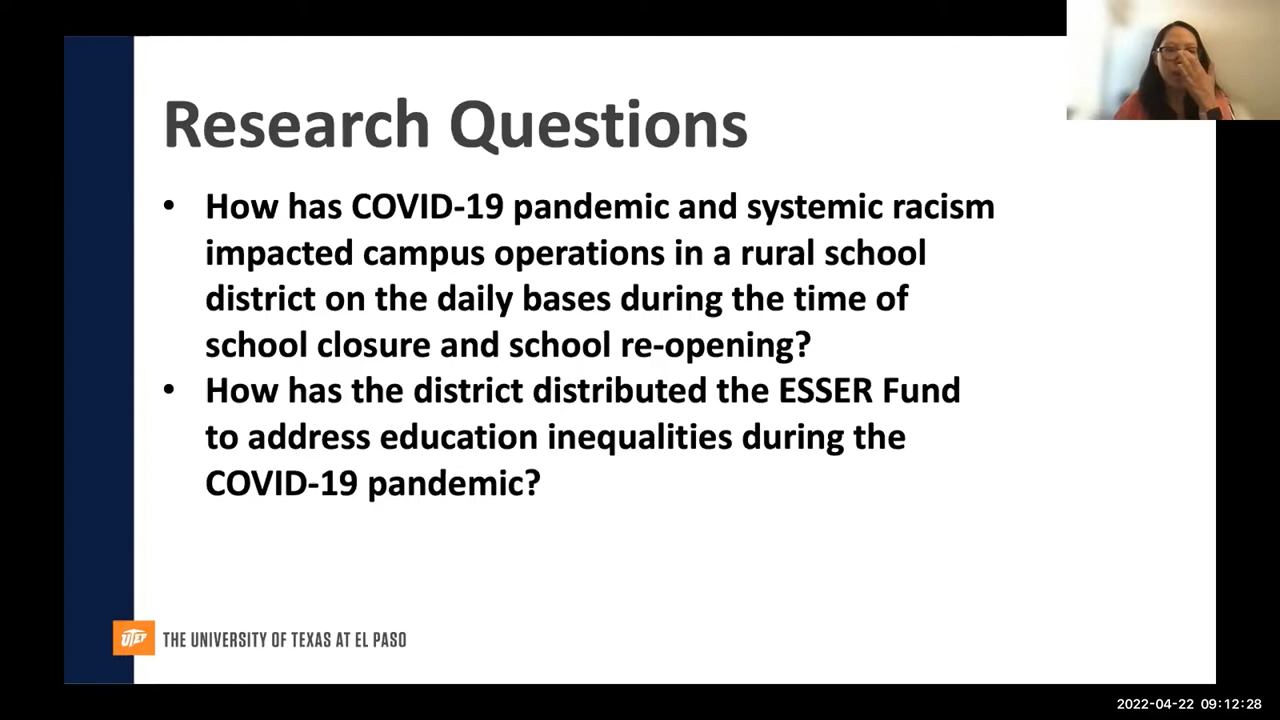 Research Questions
• How has COVID-19 pandemic and systemic racism
impacted campus operations in a rural school
district on the daily bases during the time of
school closure and school re-opening?
• How has the district distributed the ESSER Fund
to address education inequalities during the
COVID-19 pandemic?
UTEP THE UNIVERSITY OF TEXAS AT EL PASO
2022-04-22 09:12:28